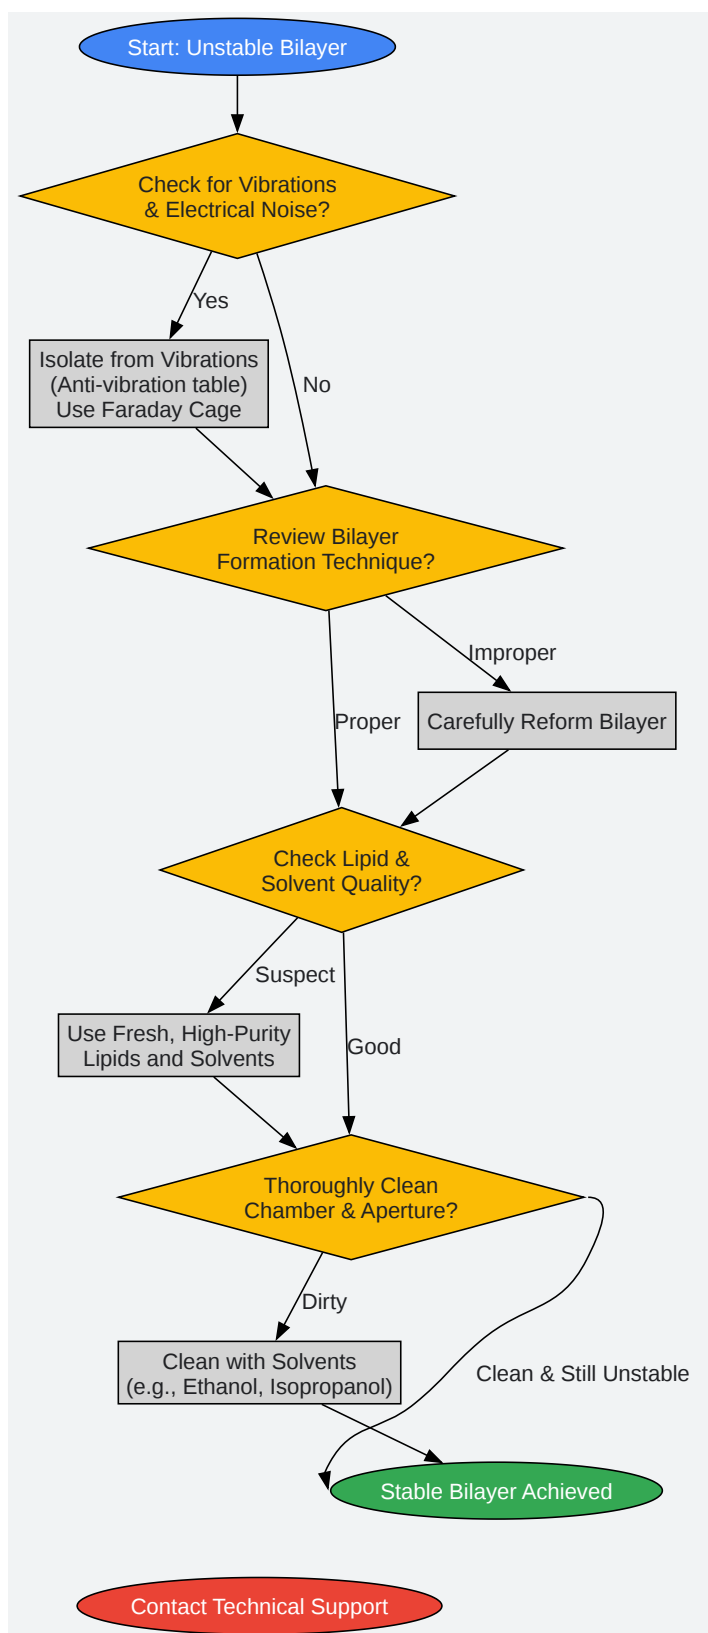 Start: Unstable Bilayer
Check for Vibrations
& Electrical Noise?
Yes
Isolate from Vibrations
(Anti-vibration table)
Use Faraday Cage
No
Review Bilayer
Formation Technique?
Improper
Proper
Carefully Reform Bilayer
Check Lipid &
Solvent Quality?
Suspect
Use Fresh, High-Purity
Lipids and Solvents
Good
Thoroughly Clean
Chamber & Aperture?
Dirty
Clean with Solvents
(e.g., Ethanol, Isopropanol)
Clean & Still Unstable
Stable Bilayer Achieved
Contact Technical Support